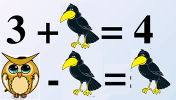 3 + = 4
- =